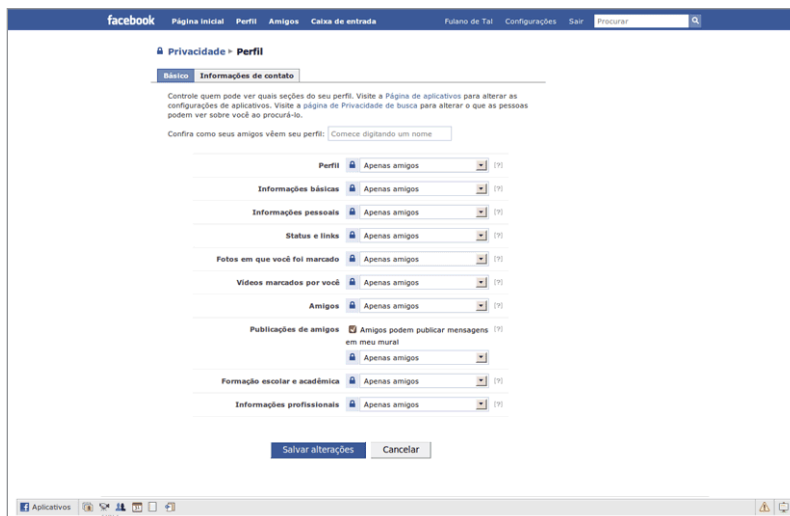 facebook Página inicial Perfil Amigos Caixa de entrada Fulano de Tal Configurações Sair Procurar
Privacidade ▸ Perfil
Básico Informações de contato
Controle quem pode ver quais seções do seu perfil. Visite a Página de aplicativos para alterar as
configurações de aplicativos. Visite a página de Privacidade de busca para alterar o que as pessoas
podem ver sobre você ao procurá-lo.
Confira como seus amigos vêem seu perfil: Comece digitando um nome
Perfil Apenas amigos [?]
Informações básicas Apenas amigos [?]
Informações pessoais Apenas amigos [?]
Status e links Apenas amigos [?]
Fotos em que você foi marcado Apenas amigos [?]
Vídeos marcados por você Apenas amigos [?]
Amigos Apenas amigos [?]
Publicações de amigos Amigos podem publicar mensagens [?]
em meu mural
Apenas amigos
Formação escolar e acadêmica Apenas amigos [?]
Informações profissionais Apenas amigos [?]
Salvar alterações Cancelar
Aplicativos